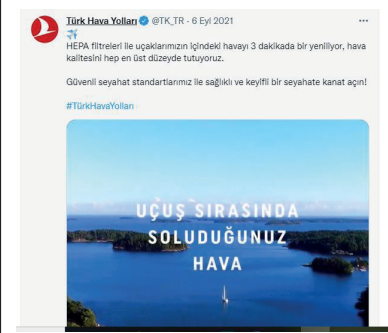 Türk Hava Yolları @TK_TR · 6 Eyl 2021
HEPA filtreleri ile uçaklarımızın içindeki havayı 3 dakikada bir yeniliyor, hava
kalitesini hep en üst düzeyde tutuyoruz.
Güvenli seyahat standartlarımız ile sağlıklı ve keyifli bir seyahate kanat açın!
#TürkHavaYolları
UÇUŞ SIRASINDA
SOLUDUĞUNUZ
HAVA